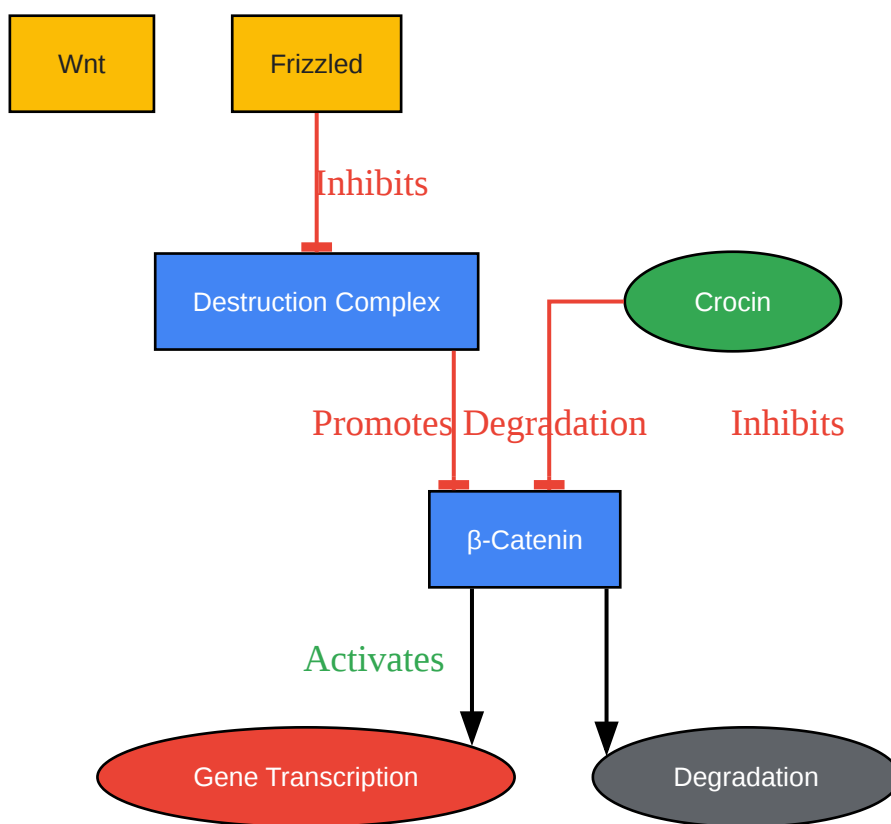 Wnt
Frizzled
Inhibits
Destruction Complex
Crocin
Promotes Degradation
Inhibits
β-Catenin
Activates
Gene Transcription
Degradation